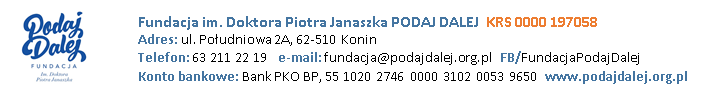 Podaj
Dalej
FUNDACJA
Im. Doktora
Piotra Janaszka
Fundacja im. Doktora Piotra Janaszka PODAJ DALEJ KRS 0000 197058
Adres: ul. Południowa 2A, 62-510 Konin
Telefon: 63 211 22 19 e-mail: fundacja@podajdalej.org.pl FB/FundacjaPodajDalej
Konto bankowe: Bank PKO BP, 55 1020 2746 0000 3102 0053 9650 www.podajdalej.org.pl